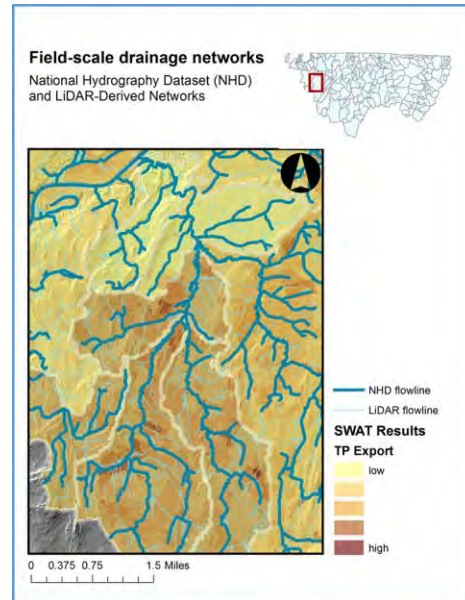 Field-scale drainage networks
National Hydrography Dataset (NHD)
and LiDAR-Derived Networks
NHD flowline
LiDAR flowline
SWAT Results
TP Export
low
high
0 0.375 0.75 1.5 Miles